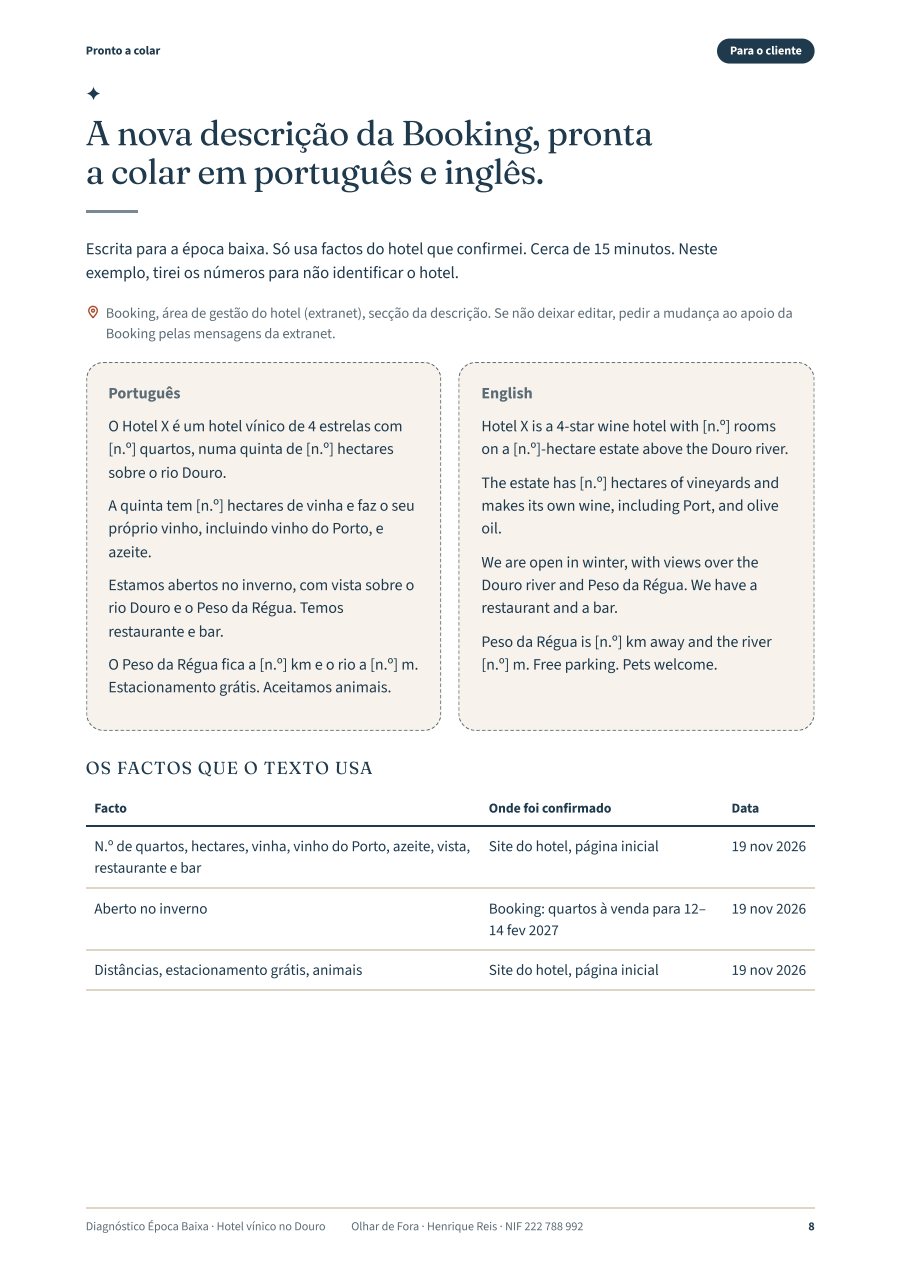 Pronto a colar
Para o cliente
A nova descrição da Booking, pronta
a colar em português e inglês.
Escrita para a época baixa. Só usa factos do hotel que confirmei. Cerca de 15 minutos. Neste
exemplo, tirei os números para não identificar o hotel.
Booking, área de gestão do hotel (extranet), secção da descrição. Se não deixar editar, pedir a mudança ao apoio da
Booking pelas mensagens da extranet.
Português
O Hotel X é um hotel vínico de 4 estrelas com
[n.º] quartos, numa quinta de [n.º] hectares
sobre o rio Douro.
A quinta tem [n.º] hectares de vinha e faz o seu
próprio vinho, incluindo vinho do Porto, e
azeite.
Estamos abertos no inverno, com vista sobre o
rio Douro e o Peso da Régua. Temos
restaurante e bar.
O Peso da Régua fica a [n.º] km e o rio a [n.º] m.
Estacionamento grátis. Aceitamos animais.
English
Hotel X is a 4-star wine hotel with [n.º] rooms
on a [n.º]-hectare estate above the Douro river.
The estate has [n.º] hectares of vineyards and
makes its own wine, including Port, and olive
oil.
We are open in winter, with views over the
Douro river and Peso da Régua. We have a
restaurant and a bar.
Peso da Régua is [n.º] km away and the river
[n.º] m. Free parking. Pets welcome.
OS FACTOS QUE O TEXTO USA
Facto Onde foi confirmado Data
N.º de quartos, hectares, vinha, vinho do Porto, azeite, vista, Site do hotel, página inicial 19 nov 2026
restaurante e bar
Aberto no inverno Booking: quartos à venda para 12– 19 nov 2026
14 fev 2027
Distâncias, estacionamento grátis, animais Site do hotel, página inicial 19 nov 2026
Diagnóstico Época Baixa · Hotel vínico no Douro Olhar de Fora · Henrique Reis · NIF 222 788 992 8